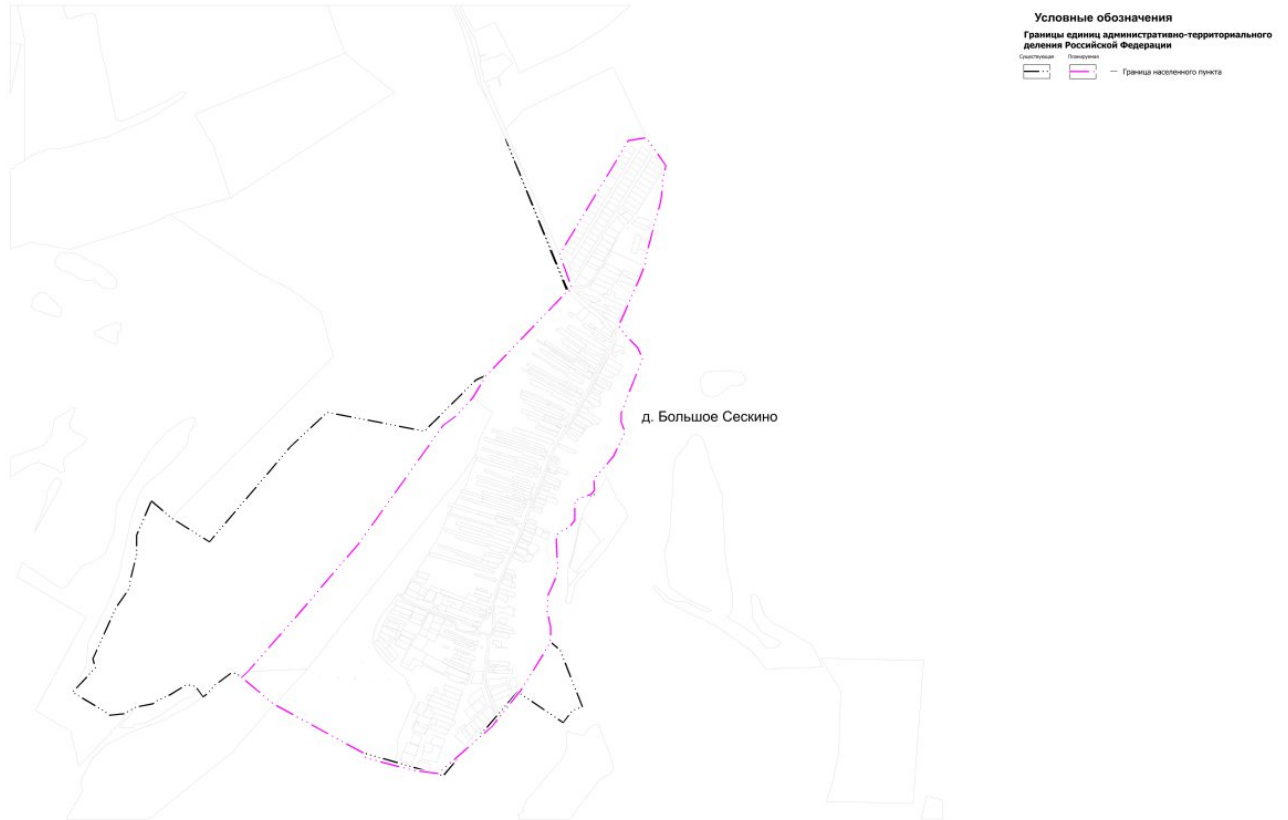 Условные обозначения
Границы единиц административно-территориального
деления Российской Федерации
Существующая Планируемая
Граница населенного пункта
д. Большое Сескино